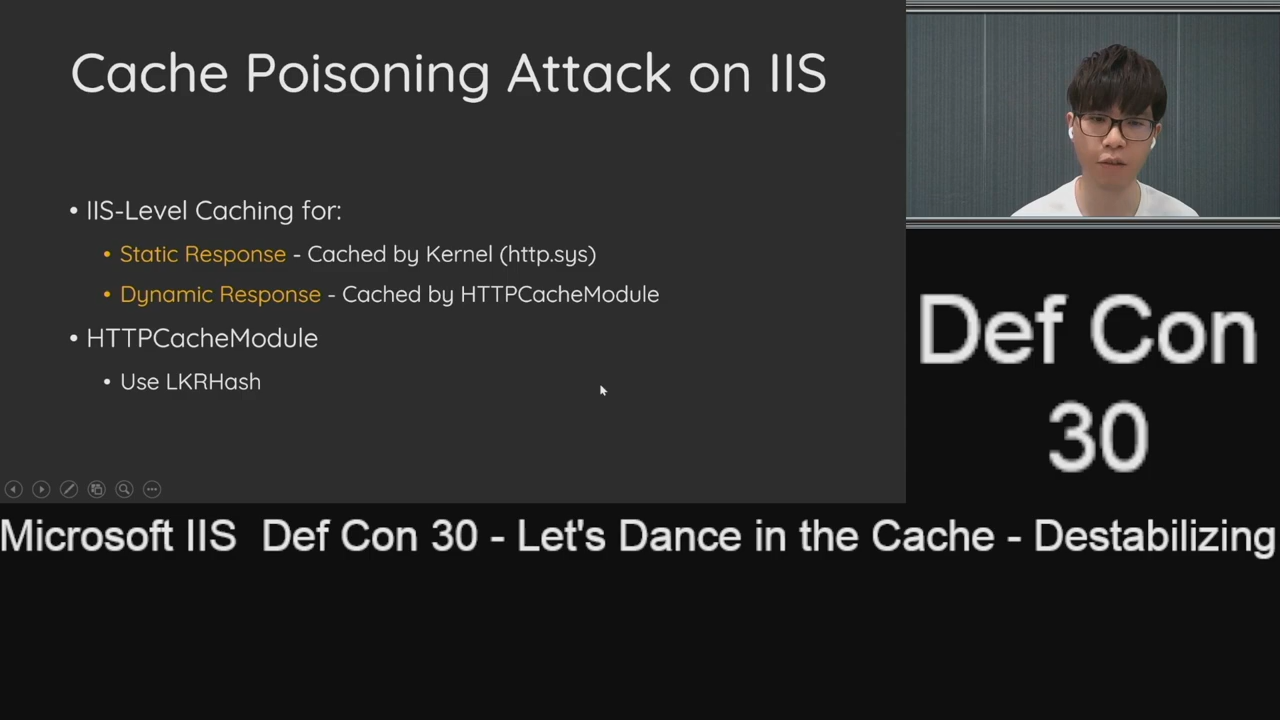 Cache Poisoning Attack on IIS
• IIS-Level Caching for:
• Static Response - Cached by Kernel (http.sys)
• Dynamic Response - Cached by HTTPCacheModule
• HTTPCacheModule
• Use LKRHash
Def Con
30
Microsoft IIS  Def Con 30 - Let's Dance in the Cache - Destabilizing